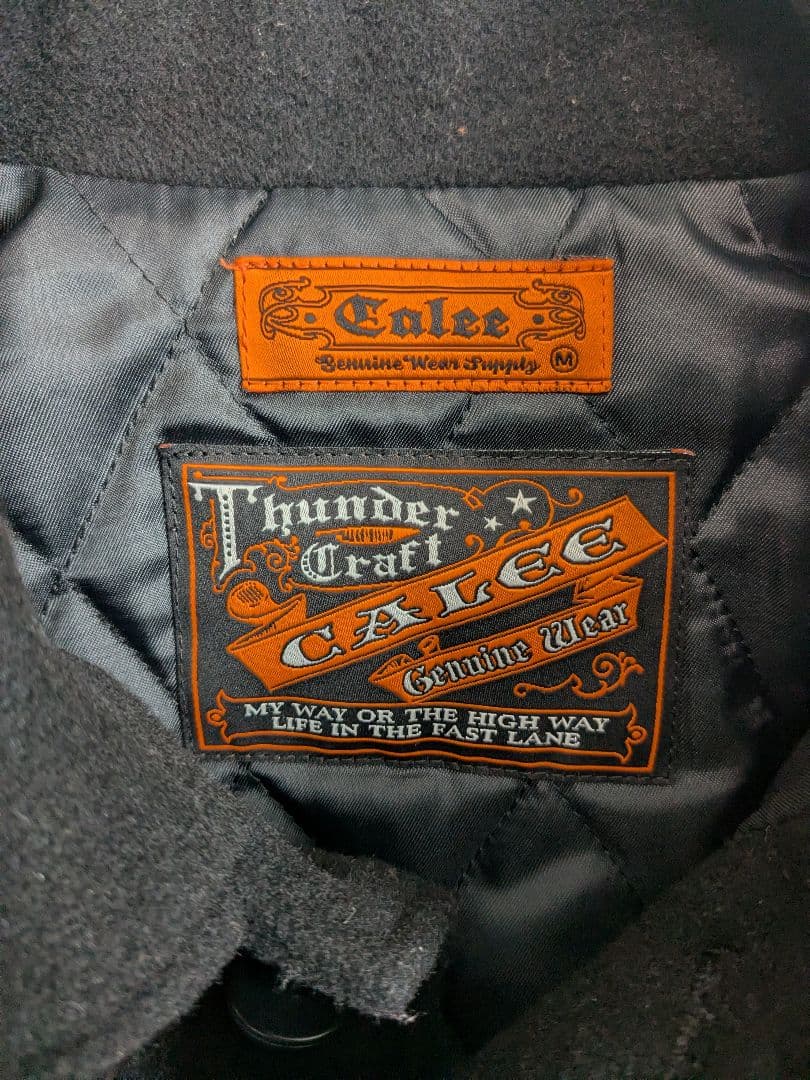 Calee
Genuine Wear Supply M
Thunder
Craft
CALEE
Genuine Wear
MY WAY OR THE HIGH WAY
LIFE IN THE FAST LANE